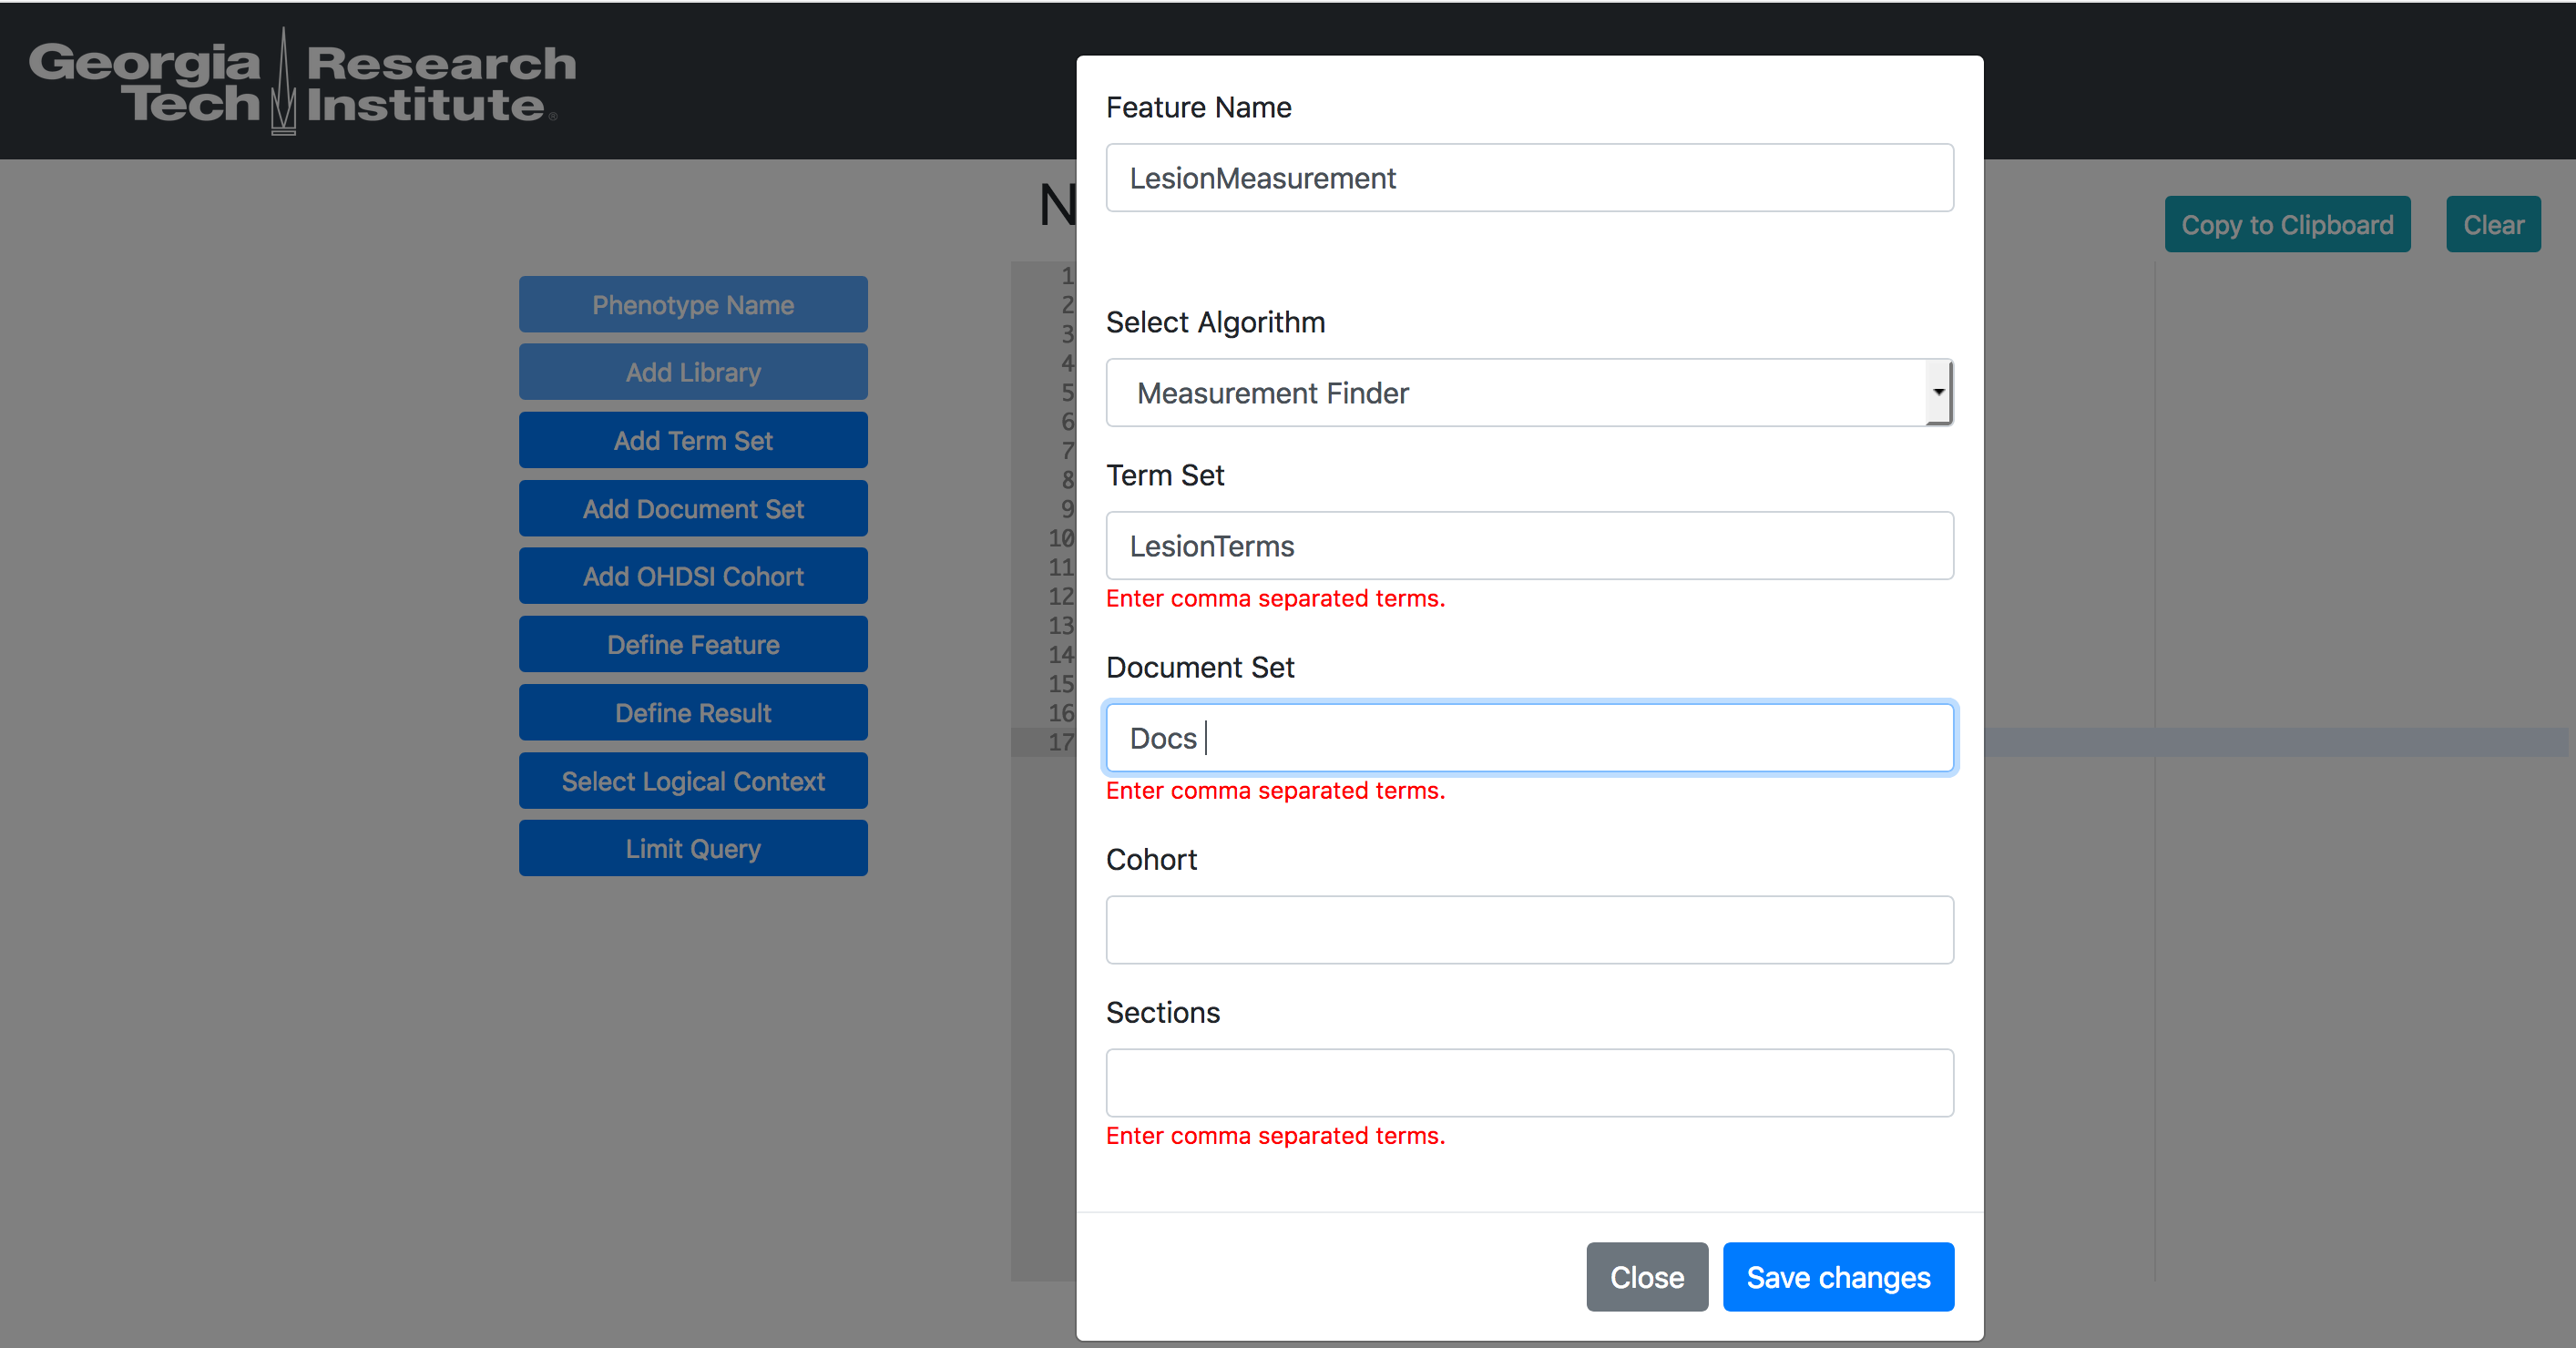 Georgia Tech Research Institute®
N
Copy to Clipboard
Clear
Phenotype Name
Add Library
Add Term Set
Add Document Set
Add OHDSI Cohort
Define Feature
Define Result
Select Logical Context
Limit Query
1
2
3
4
5
6
7
8
9
10
11
12
13
14
15
16
17
Feature Name
LesionMeasurement
Select Algorithm
Measurement Finder
Term Set
LesionTerms
Enter comma separated terms.
Document Set
Docs
Enter comma separated terms.
Cohort
Sections
Enter comma separated terms.
Close
Save changes